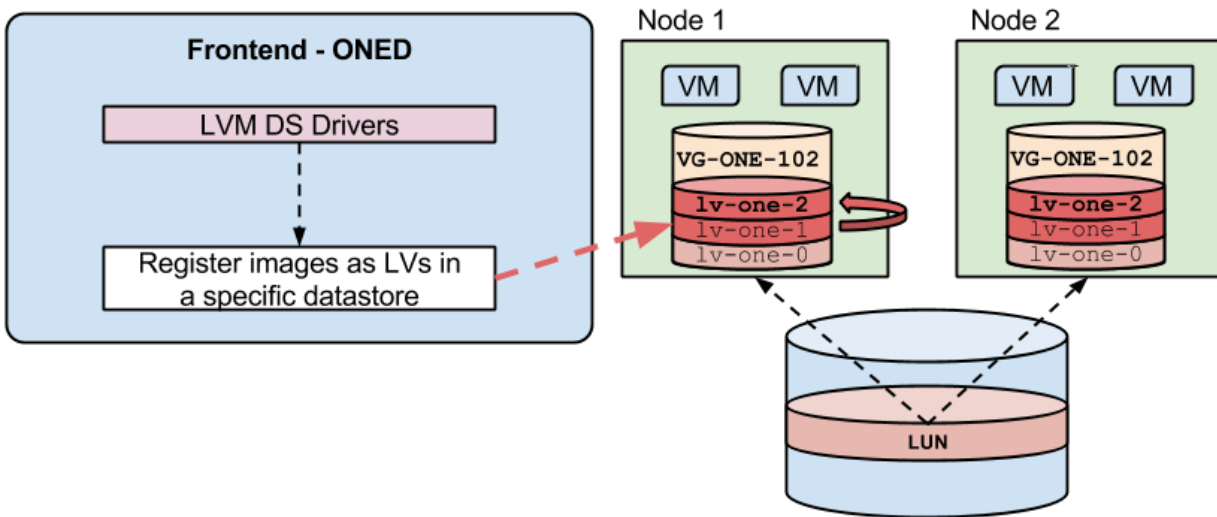 Frontend - ONED
LVM DS Drivers
Register images as LVs in
a specific datastore
Node 1
VM
VM
VG-ONE-102
lv-one-2
lv-one-1
lv-one-0
Node 2
VM
VM
VG-ONE-102
lv-one-2
lv-one-1
lv-one-0
LUN